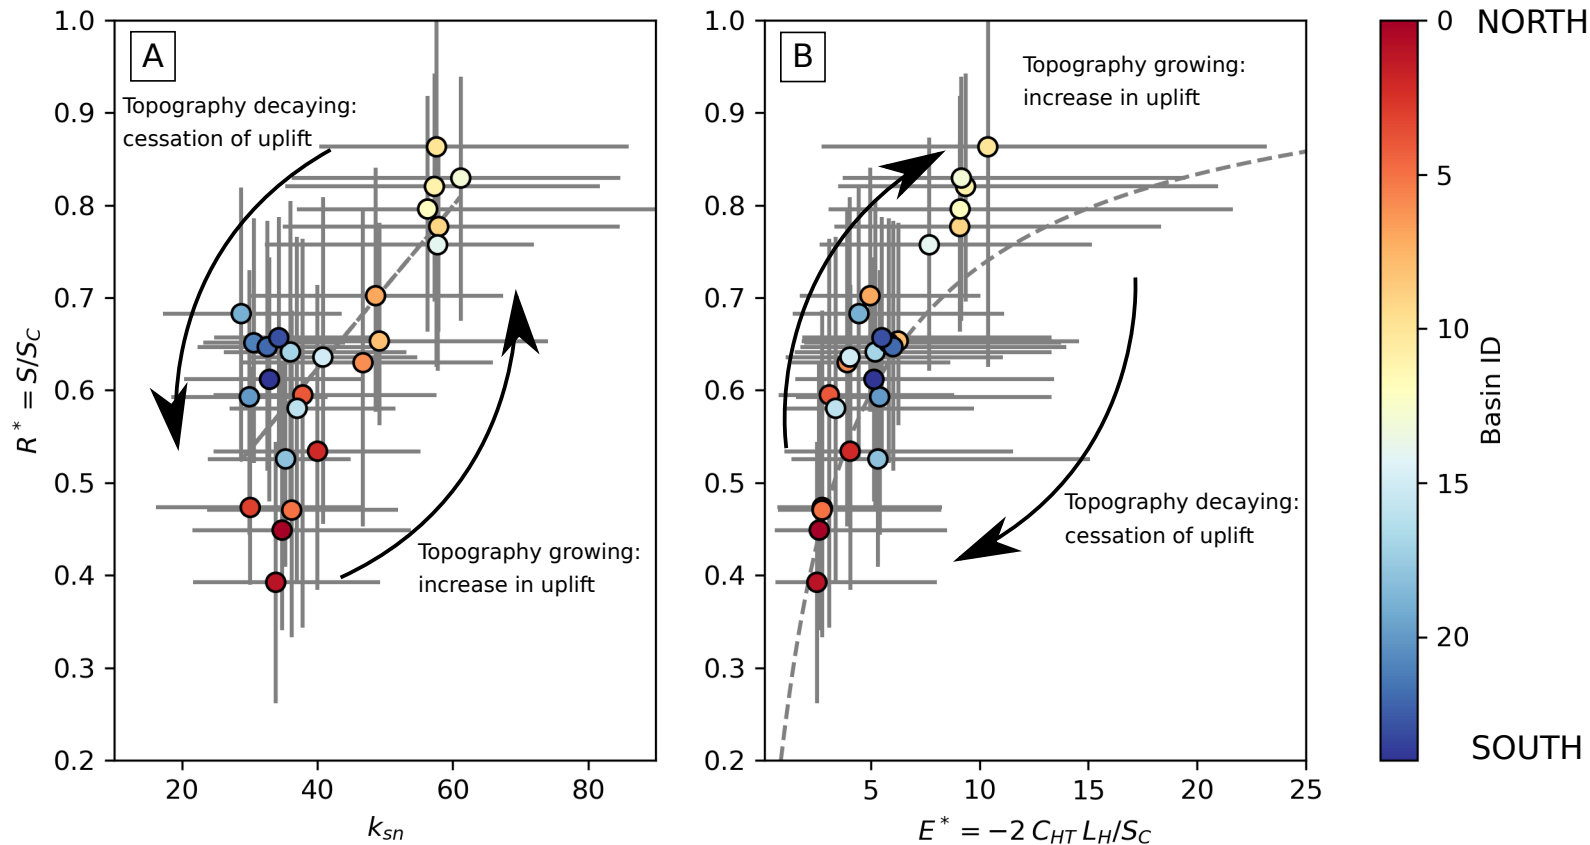 A
Topography decaying:
cessation of uplift
Topography growing:
increase in uplift
1.0
0.9
0.8
0.7
0.6
0.5
0.4
0.3
0.2
20
40
60
80
R* = S/S_C
k_sn
B
Topography growing:
increase in uplift
Topography decaying:
cessation of uplift
1.0
0.9
0.8
0.7
0.6
0.5
0.4
0.3
0.2
5
10
15
20
25
E* = −2 C_HT L_H/S_C
0
5
10
15
20
Basin ID
NORTH
SOUTH